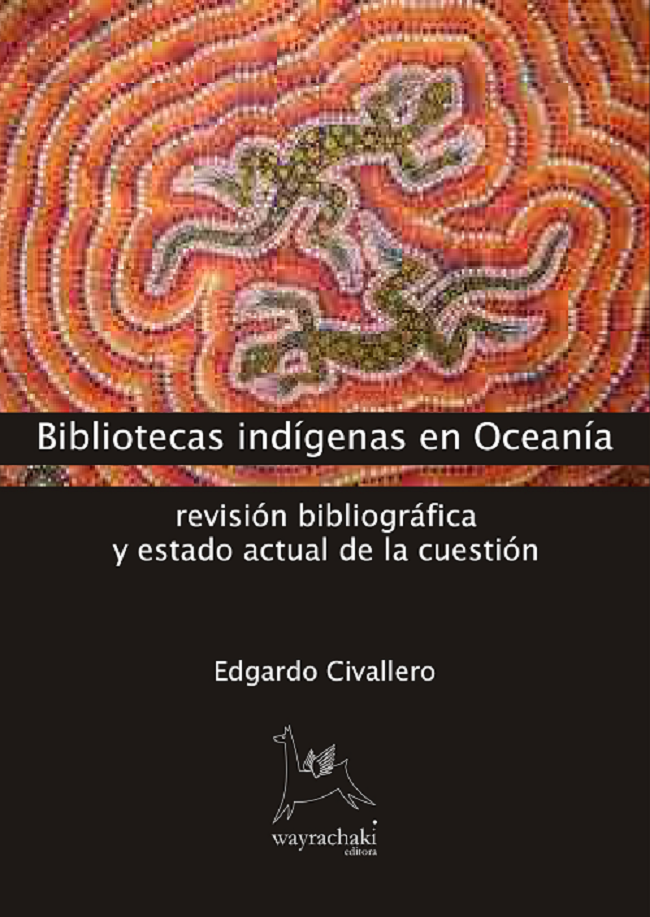 Bibliotecas indígenas en Oceanía
revisión bibliográfica
y estado actual de la cuestión
Edgardo Civallero
wayrachaki
editora